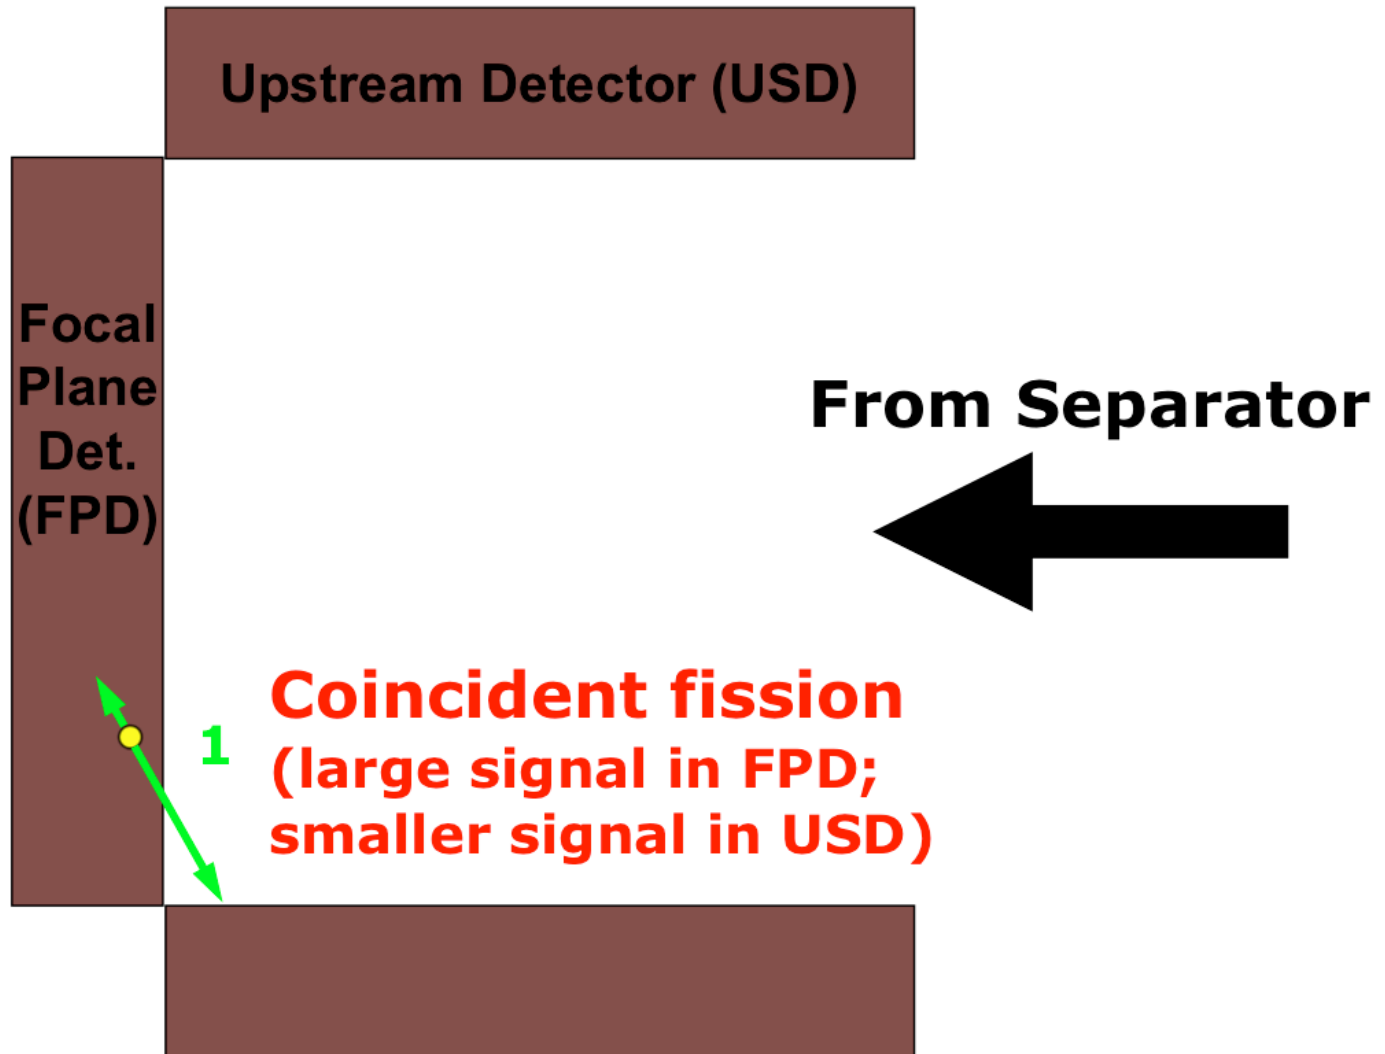 Upstream Detector (USD)
Focal
Plane
Det.
(FPD)
From Separator
1
Coincident fission
(large signal in FPD;
smaller signal in USD)